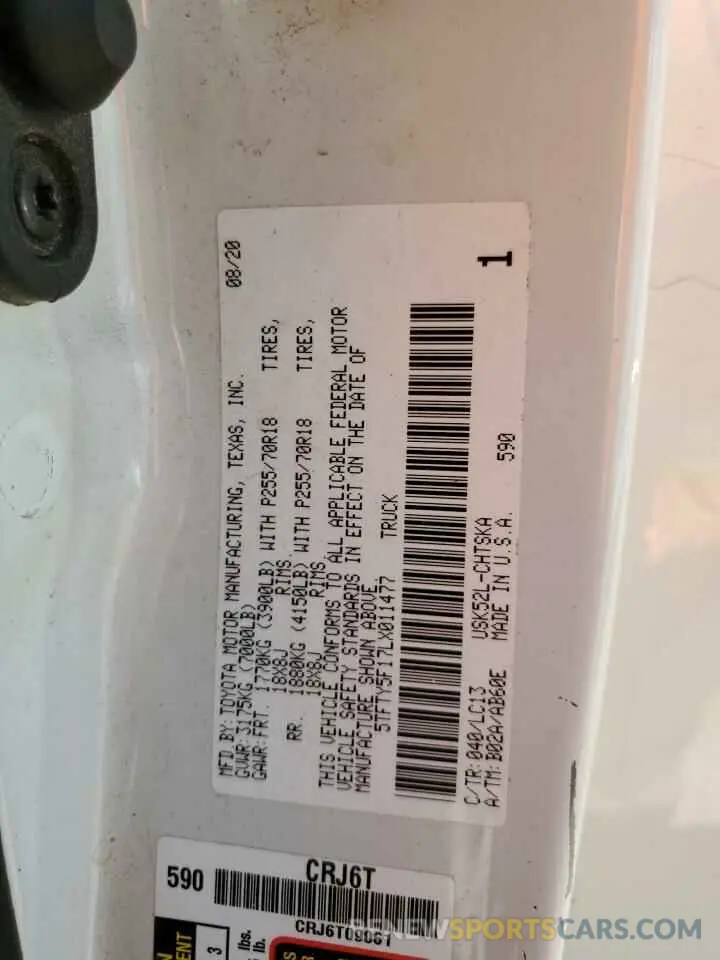 MFD BY: TOYOTA MOTOR MANUFACTURING, TEXAS, INC. 08/20
GVWR: 3175KG (7000LB)
GAWR: FRT. 1770KG (3900LB) WITH P255/70R18 TIRES,
18X8J RIMS.
RR. 1880KG (4150LB) WITH P255/70R18 TIRES,
18X8J RIMS
THIS VEHICLE CONFORMS TO ALL APPLICABLE FEDERAL MOTOR
VEHICLE SAFETY STANDARDS IN EFFECT ON THE DATE OF
MANUFACTURE SHOWN ABOVE.
5TFTY5F17LX011477 TRUCK
C/TR: 040/LC13 USK52L-CHTSKA 590
A/TM: B02A/AB60E MADE IN U.S.A.
1
590 CRJ6T
3
lbs.
lb.
RENEWSPORTSCARS.COM